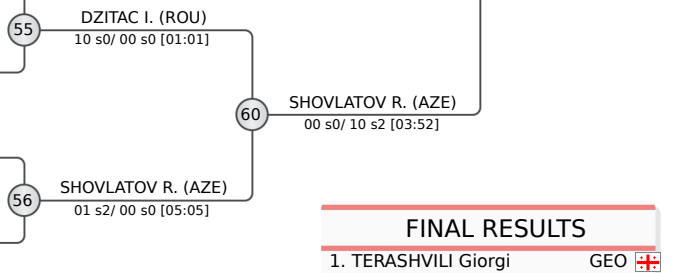 DZITAC I. (ROU)
55
10 s0/ 00 s0 [01:01]
SHOVLATOV R. (AZE)
60
00 s0/ 10 s2 [03:52]
SHOVLATOV R. (AZE)
56
01 s2/ 00 s0 [05:05]
FINAL RESULTS
1. TERASHVILI Giorgi GEO